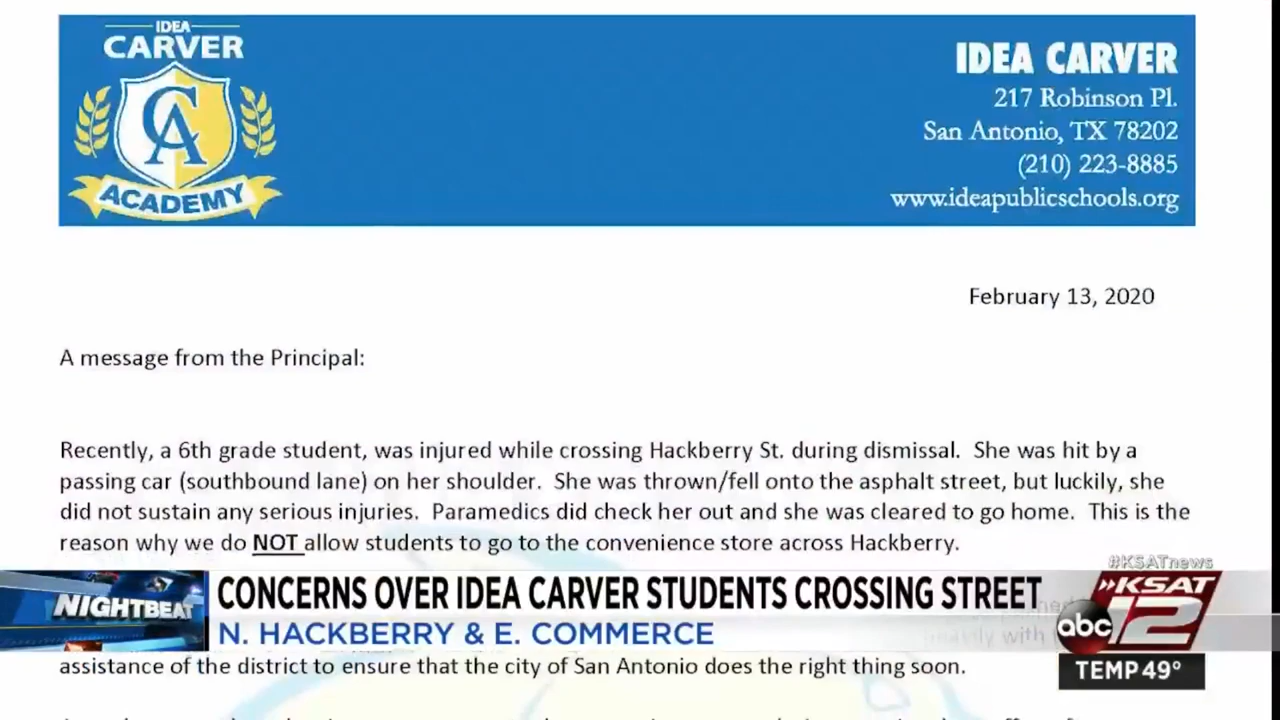 IDEA
CARVER
CA
ACADEMY
IDEA CARVER
217 Robinson Pl.
San Antonio, TX 78202
(210) 223-8885
www.ideapublicschools.org
February 13, 2020
A message from the Principal:
Recently, a 6th grade student, was injured while crossing Hackberry St. during dismissal. She was hit by a
passing car (southbound lane) on her shoulder. She was thrown/fell onto the asphalt street, but luckily, she
did not sustain any serious injuries. Paramedics did check her out and she was cleared to go home. This is the
reason why we do NOT allow students to go to the convenience store across Hackberry.
#KSATnews
NIGHTBEAT
CONCERNS OVER IDEA CARVER STUDENTS CROSSING STREET
N. HACKBERRY & E. COMMERCE
with
abc
KSAT
12
TEMP 49°
assistance of the district to ensure that the city of San Antonio does the right thing soon.